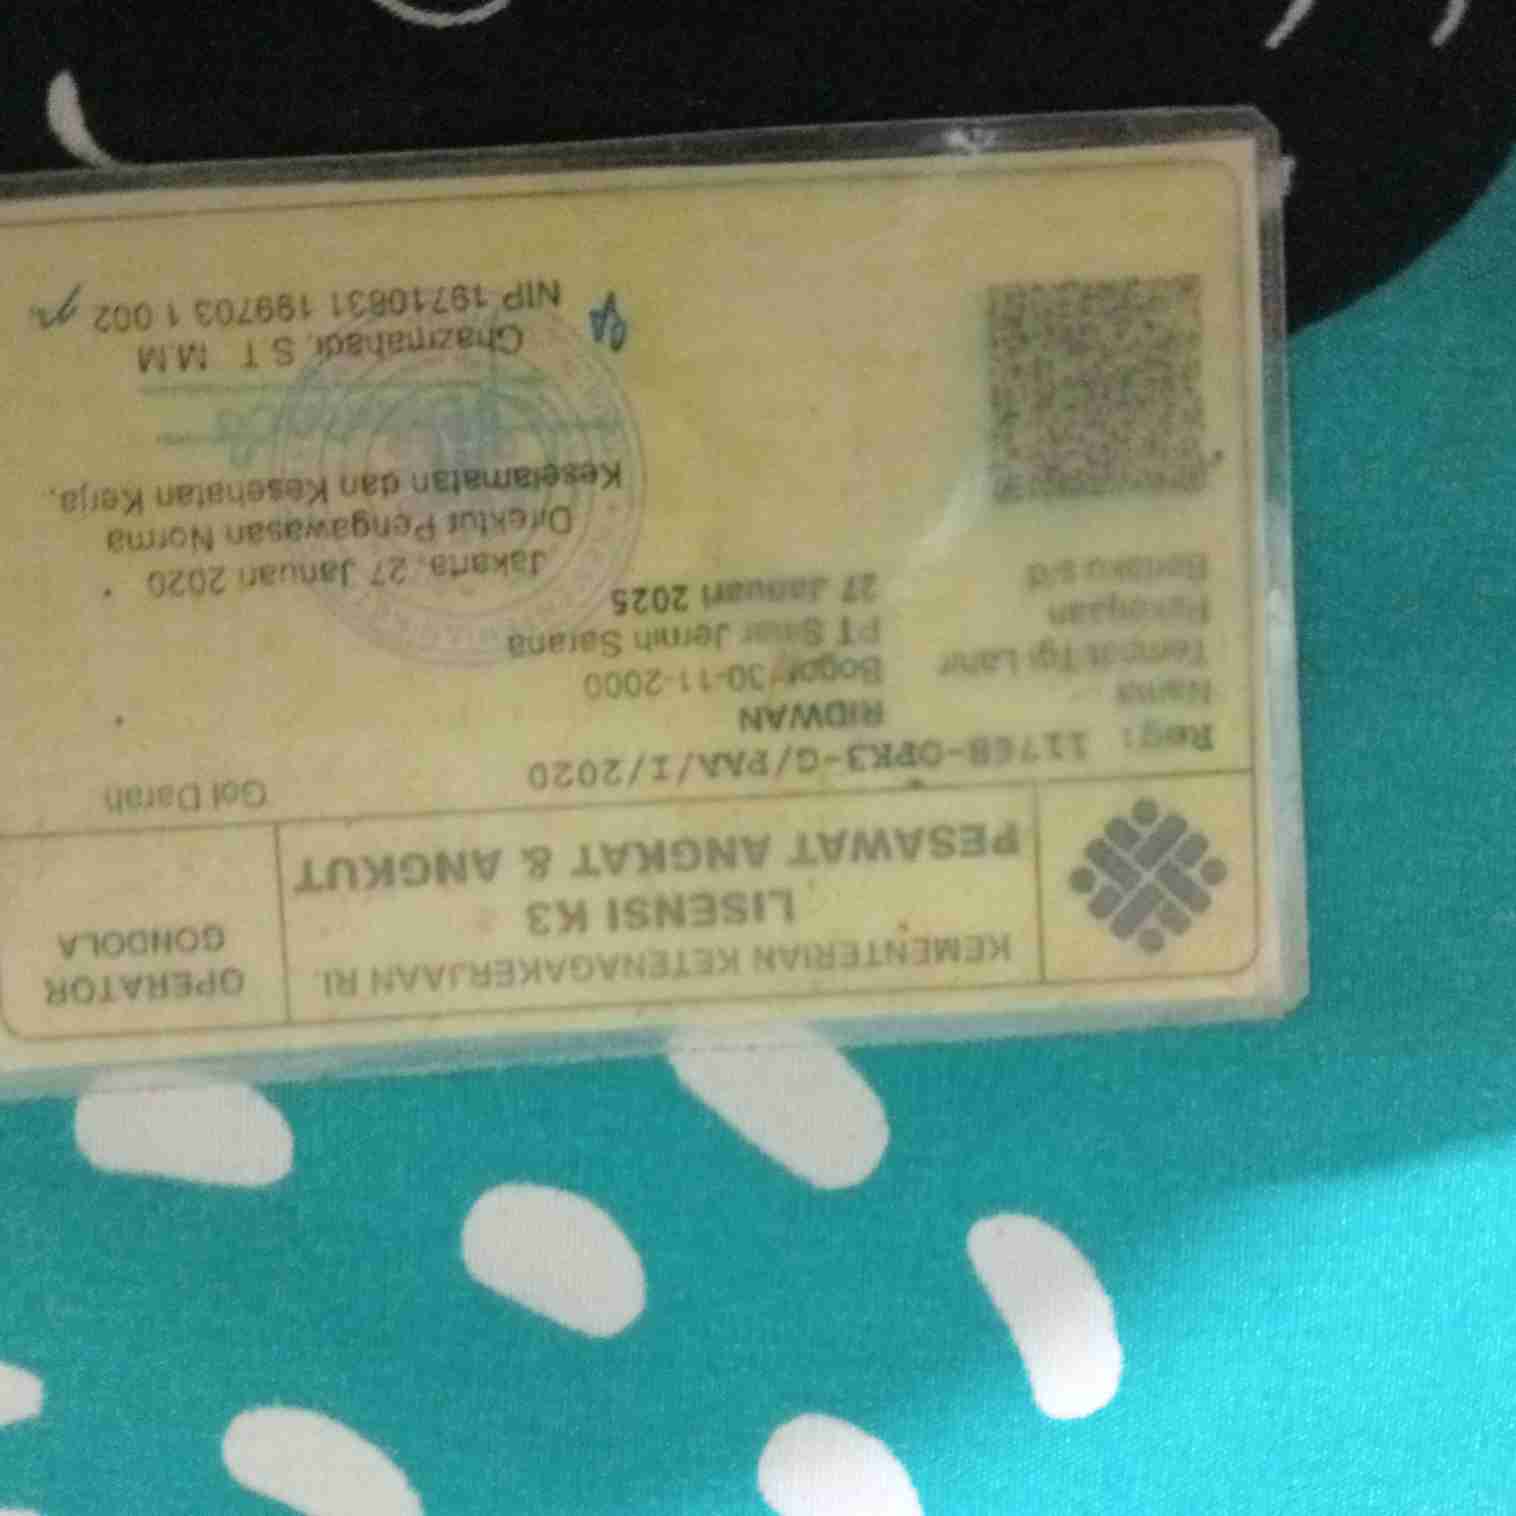 KEMENTERIAN KETENAGAKERJAAN RI.
LISENSI K3
PESAWAT ANGKAT & ANGKUT
OPERATOR
GONDOLA
Reg: 11768-OPK3-G/PAA/I/2020
Gol Darah
Nama RIDWAN
Tempat/Tgl Lahir Bogor, 30-11-2000
Pekerjaan PT Sinar Jernih Sarana
Berlaku s/d 27 Januari 2025
Jakarta, 27 Januari 2020
Direktur Pengawasan Norma
Keselamatan dan Kesehatan Kerja,
Ghazmahadi, S.T. M.M
NIP 19710831 199703 1 002